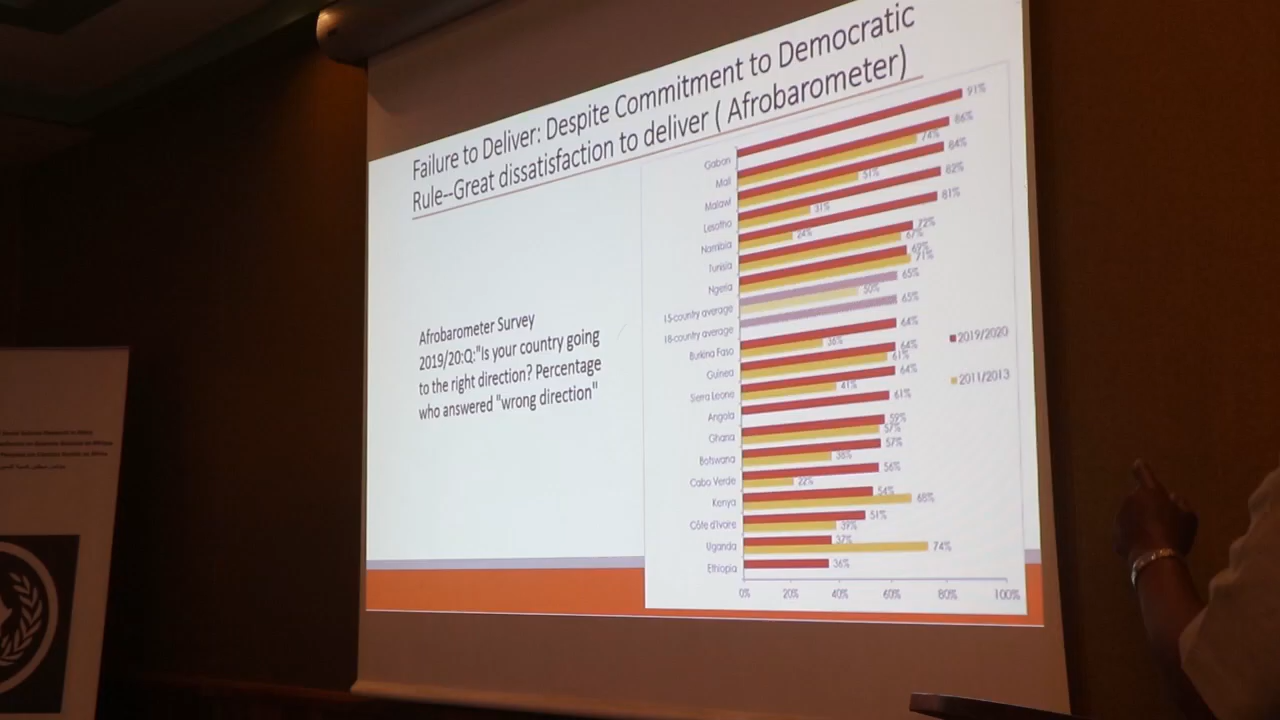 Failure to Deliver: Despite Commitment to Democratic
Rule--Great dissatisfaction to deliver ( Afrobarometer)
Afrobarometer Survey
2019/20:Q:"Is your country going
to the right direction? Percentage
who answered "wrong direction"
Gabon 91%
Mali 86% 74%
Malawi 84% 51%
Lesotho 82% 31%
Namibia 81% 24%
Tunisia 72% 67%
Nigeria 69% 71%
15-country average 65% 50%
18-country average 65%
Burkina Faso 64% 36%
Guinea 64% 61%
Sierra Leone 64% 41%
Angola 61%
Ghana 59% 57%
Botswana 57% 38%
Cabo Verde 56% 22%
Kenya 54% 68%
Côte d'Ivoire 51% 39%
Uganda 37% 74%
Ethiopia 36%
0% 20% 40% 60% 80% 100%
2019/2020
2011/2013